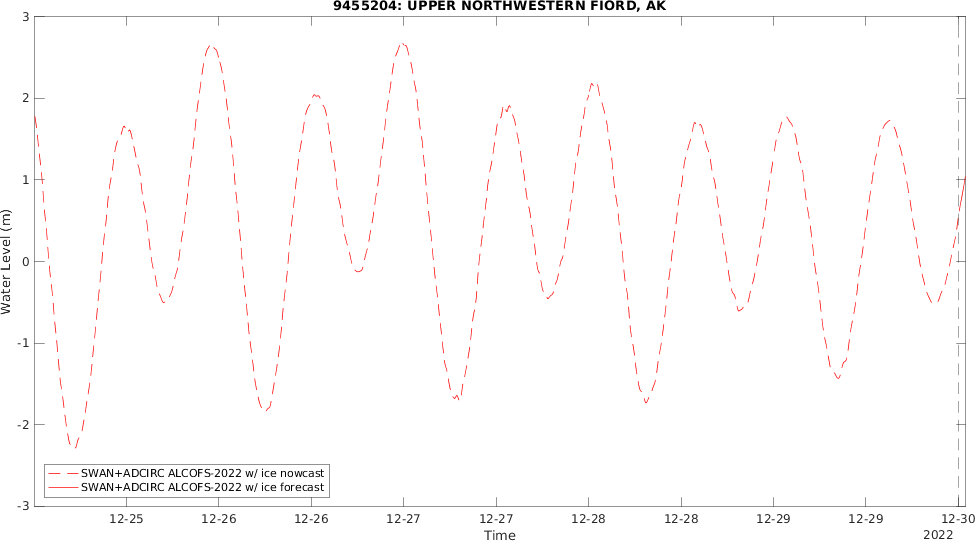 9455204: UPPER NORTHWESTERN FIORD, AK
3
2
1
0
-1
-2
-3
Water Level (m)
SWAN+ADCIRC ALCOFS-2022 w/ ice nowcast
SWAN+ADCIRC ALCOFS-2022 w/ ice forecast
12-25 12-26 12-26 12-27 12-27 12-28 12-28 12-29 12-29 12-30
Time
2022